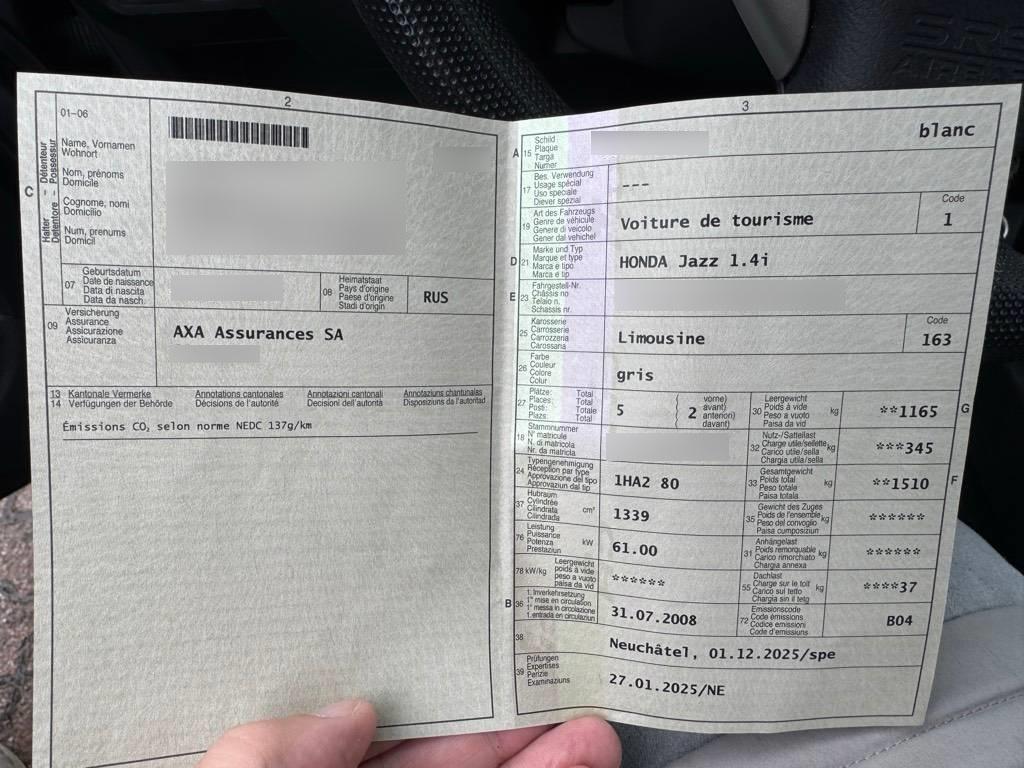 SRS
AIRBAG
2
01–06
Name, Vornamen
Wohnort
Nom, prénoms
Domicile
Cognome, nomi
Domicilio
Num, prenums
Domicil
C
Halter – Détenteur
Detentore – Possessur
07
Geburtsdatum
Date de naissance
Data di nascita
Data da nasch.
08
Heimatstaat
Pays d'origine
Paese d'origine
Stadi d'origin
RUS
09
Versicherung
Assurance
Assicurazione
Assicuranza
AXA Assurances SA
13 Kantonale Vermerke Annotations cantonales Annotazioni cantonali Annotaziuns chantunalas
14 Verfügungen der Behörde Décisions de l'autorité Decisioni dell'autorità Disposiziuns da l'autoritad
Émissions CO₂ selon norme NEDC 137g/km
3
A 15
Schild
Plaque
Targa
Numer
blanc
17
Bes. Verwendung
Usage spécial
Uso speciale
Diever spezial
---
19
Art des Fahrzeugs
Genre de véhicule
Genere di veicolo
Gener dal vehichel
Voiture de tourisme
Code
1
D 21
Marke und Typ
Marque et type
Marca e tipo
Marca e tip
HONDA Jazz 1.4i
E 23
Fahrgestell-Nr.
Châssis no
Telaio n.
Schassis nr.
25
Karosserie
Carrosserie
Carrozzeria
Carossaria
Limousine
Code
163
26
Farbe
Couleur
Colore
Colur
gris
27
Plätze: Total
Places: Total
Posti: Totale
Plazs: Total
5
2
vorne)
avant)
anteriori)
davant)
30
Leergewicht
Poids à vide
Peso a vuoto
Paisa da vid
kg
**1165
G
18
Stammnummer
N° matricule
N. di matricola
Nr. da matricla
32
Nutz-/Sattellast
Charge utile/sellette
Carico utile/sella
Chargia utila/sella
kg
***345
24
Typengenehmigung
Réception par type
Approvazione del tipo
Approvaziun dal tip
1HA2 80
33
Gesamtgewicht
Poids total
Peso totale
Paisa totala
kg
**1510
F
37
Hubraum
Cylindrée
Cilindrata
Cilindrada
cm³
1339
35
Gewicht des Zuges
Poids de l'ensemble
Peso del convoglio
Paisa cumposiziun
kg
******
76
Leistung
Puissance
Potenza
Prestaziun
kW
61.00
31
Anhängelast
Poids remorquable
Carico rimorchiato
Chargia annexa
kg
******
78 kW/kg
Leergewicht
poids à vide
peso a vuoto
paisa da vid
******
55
Dachlast
Charge sur le toit
Carico sul tetto
Chargia sin il tetg
kg
****37
B 36
1. Inverkehrsetzung
1re mise en circulation
1a messa in circolazione
1. entrada en circulaziun
31.07.2008
72
Emissionscode
Code émissions
Codice emissioni
Code d'emissiuns
B04
38
Neuchâtel, 01.12.2025/spe
39
Prüfungen
Expertises
Perizie
Examinaziuns
27.01.2025/NE